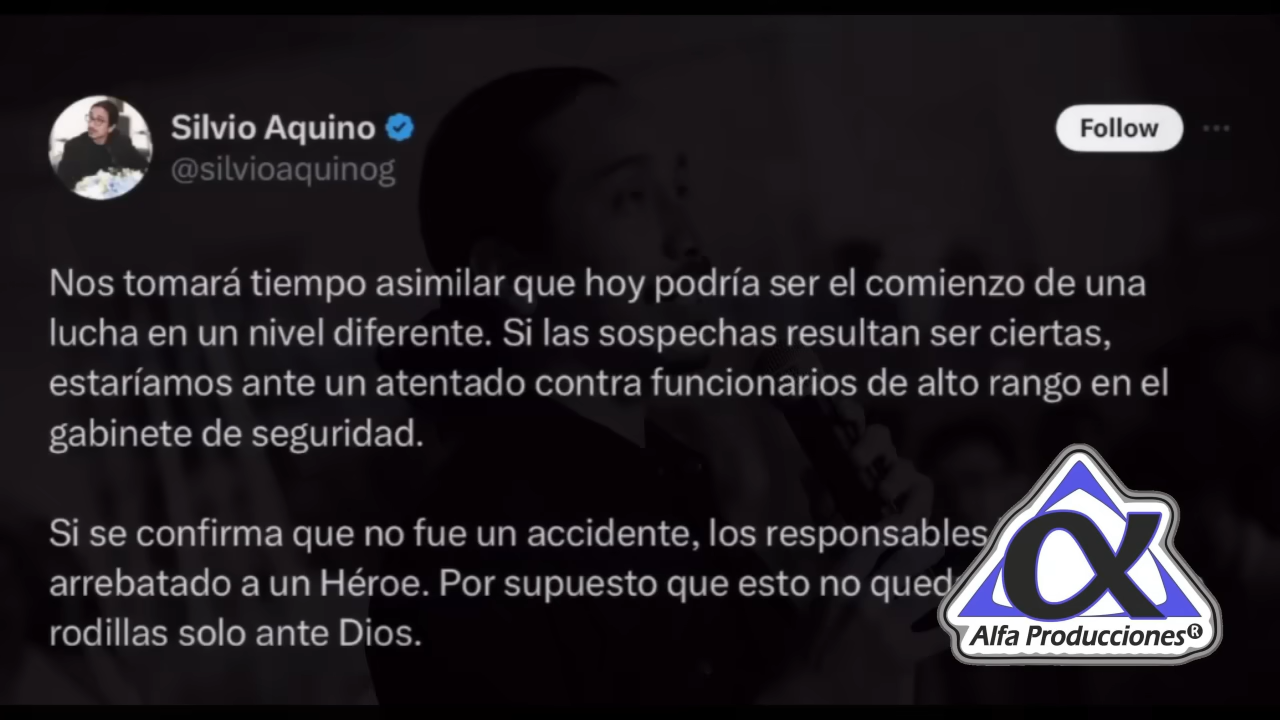 Silvio Aquino
@silvioaquinog
Follow
Nos tomará tiempo asimilar que hoy podría ser el comienzo de una
lucha en un nivel diferente. Si las sospechas resultan ser ciertas,
estaríamos ante un atentado contra funcionarios de alto rango en el
gabinete de seguridad.
Si se confirma que no fue un accidente, los responsables
arrebatado a un Héroe. Por supuesto que esto no
rodillas solo ante Dios.
α
Alfa Producciones®